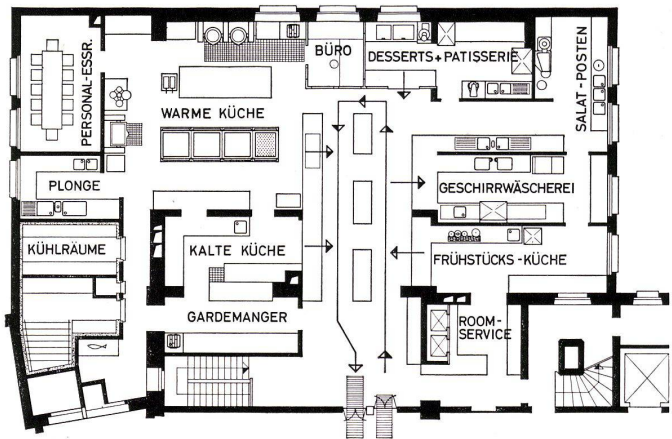 PERSONAL-ESSR.
WARME KÜCHE
BÜRO
DESSERTS + PATISSERIE
SALAT-POSTEN
PLONGE
GESCHIRRWÄSCHEREI
KÜHLRÄUME
KALTE KÜCHE
FRÜHSTÜCKS-KÜCHE
GARDEMANGER
ROOM-
SERVICE